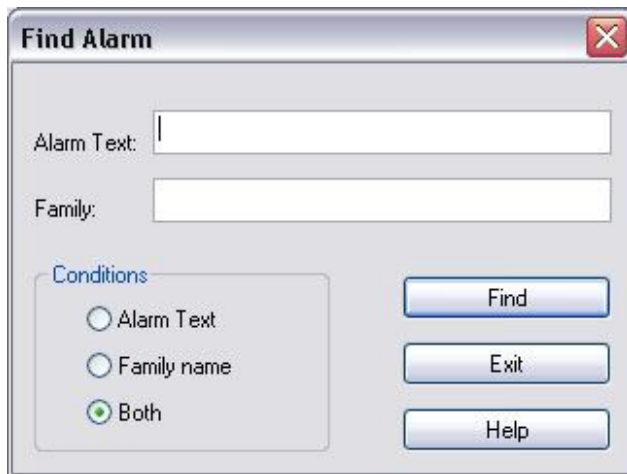 Find Alarm
Alarm Text:
Family:
Conditions
Alarm Text
Family name
Both
Find
Exit
Help